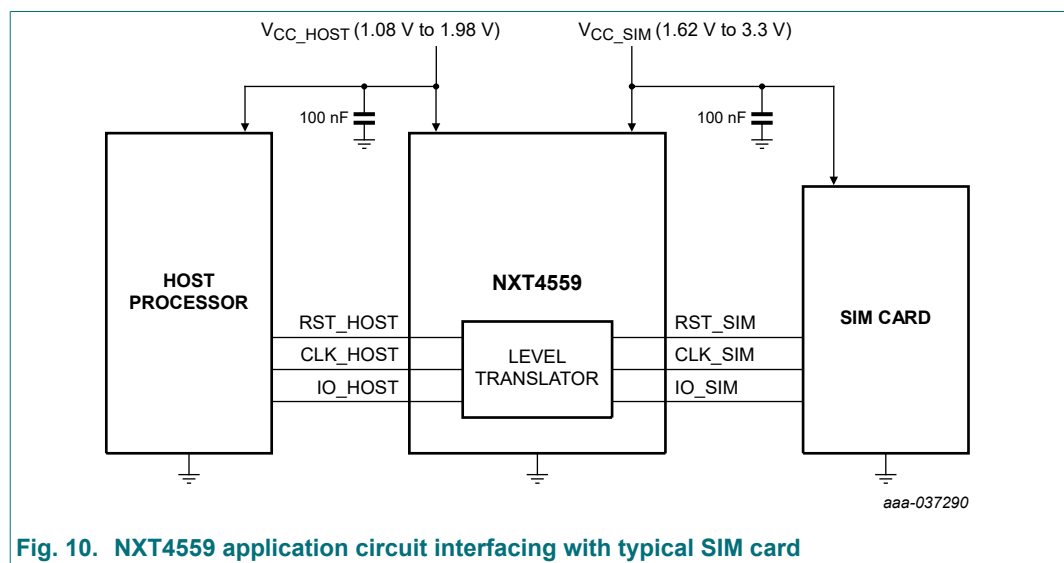 VCC_HOST (1.08 V to 1.98 V)
VCC_SIM (1.62 V to 3.3 V)
100 nF
100 nF
HOST
PROCESSOR
NXT4559
SIM CARD
RST_HOST
CLK_HOST
IO_HOST
LEVEL
TRANSLATOR
RST_SIM
CLK_SIM
IO_SIM
aaa-037290
Fig. 10. NXT4559 application circuit interfacing with typical SIM card